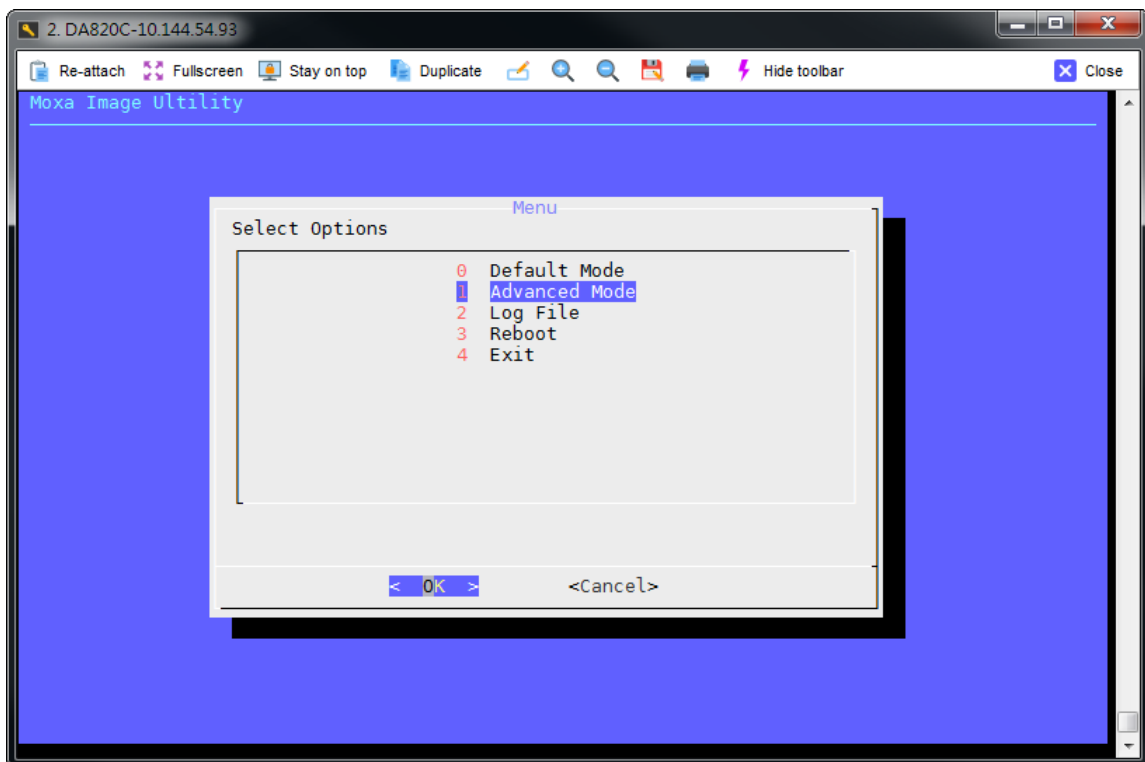 2. DA820C-10.144.54.93
Re-attach Fullscreen Stay on top Duplicate Hide toolbar Close
Moxa Image Ultility
Menu
Select Options
0 Default Mode
1 Advanced Mode
2 Log File
3 Reboot
4 Exit
< OK > <Cancel>